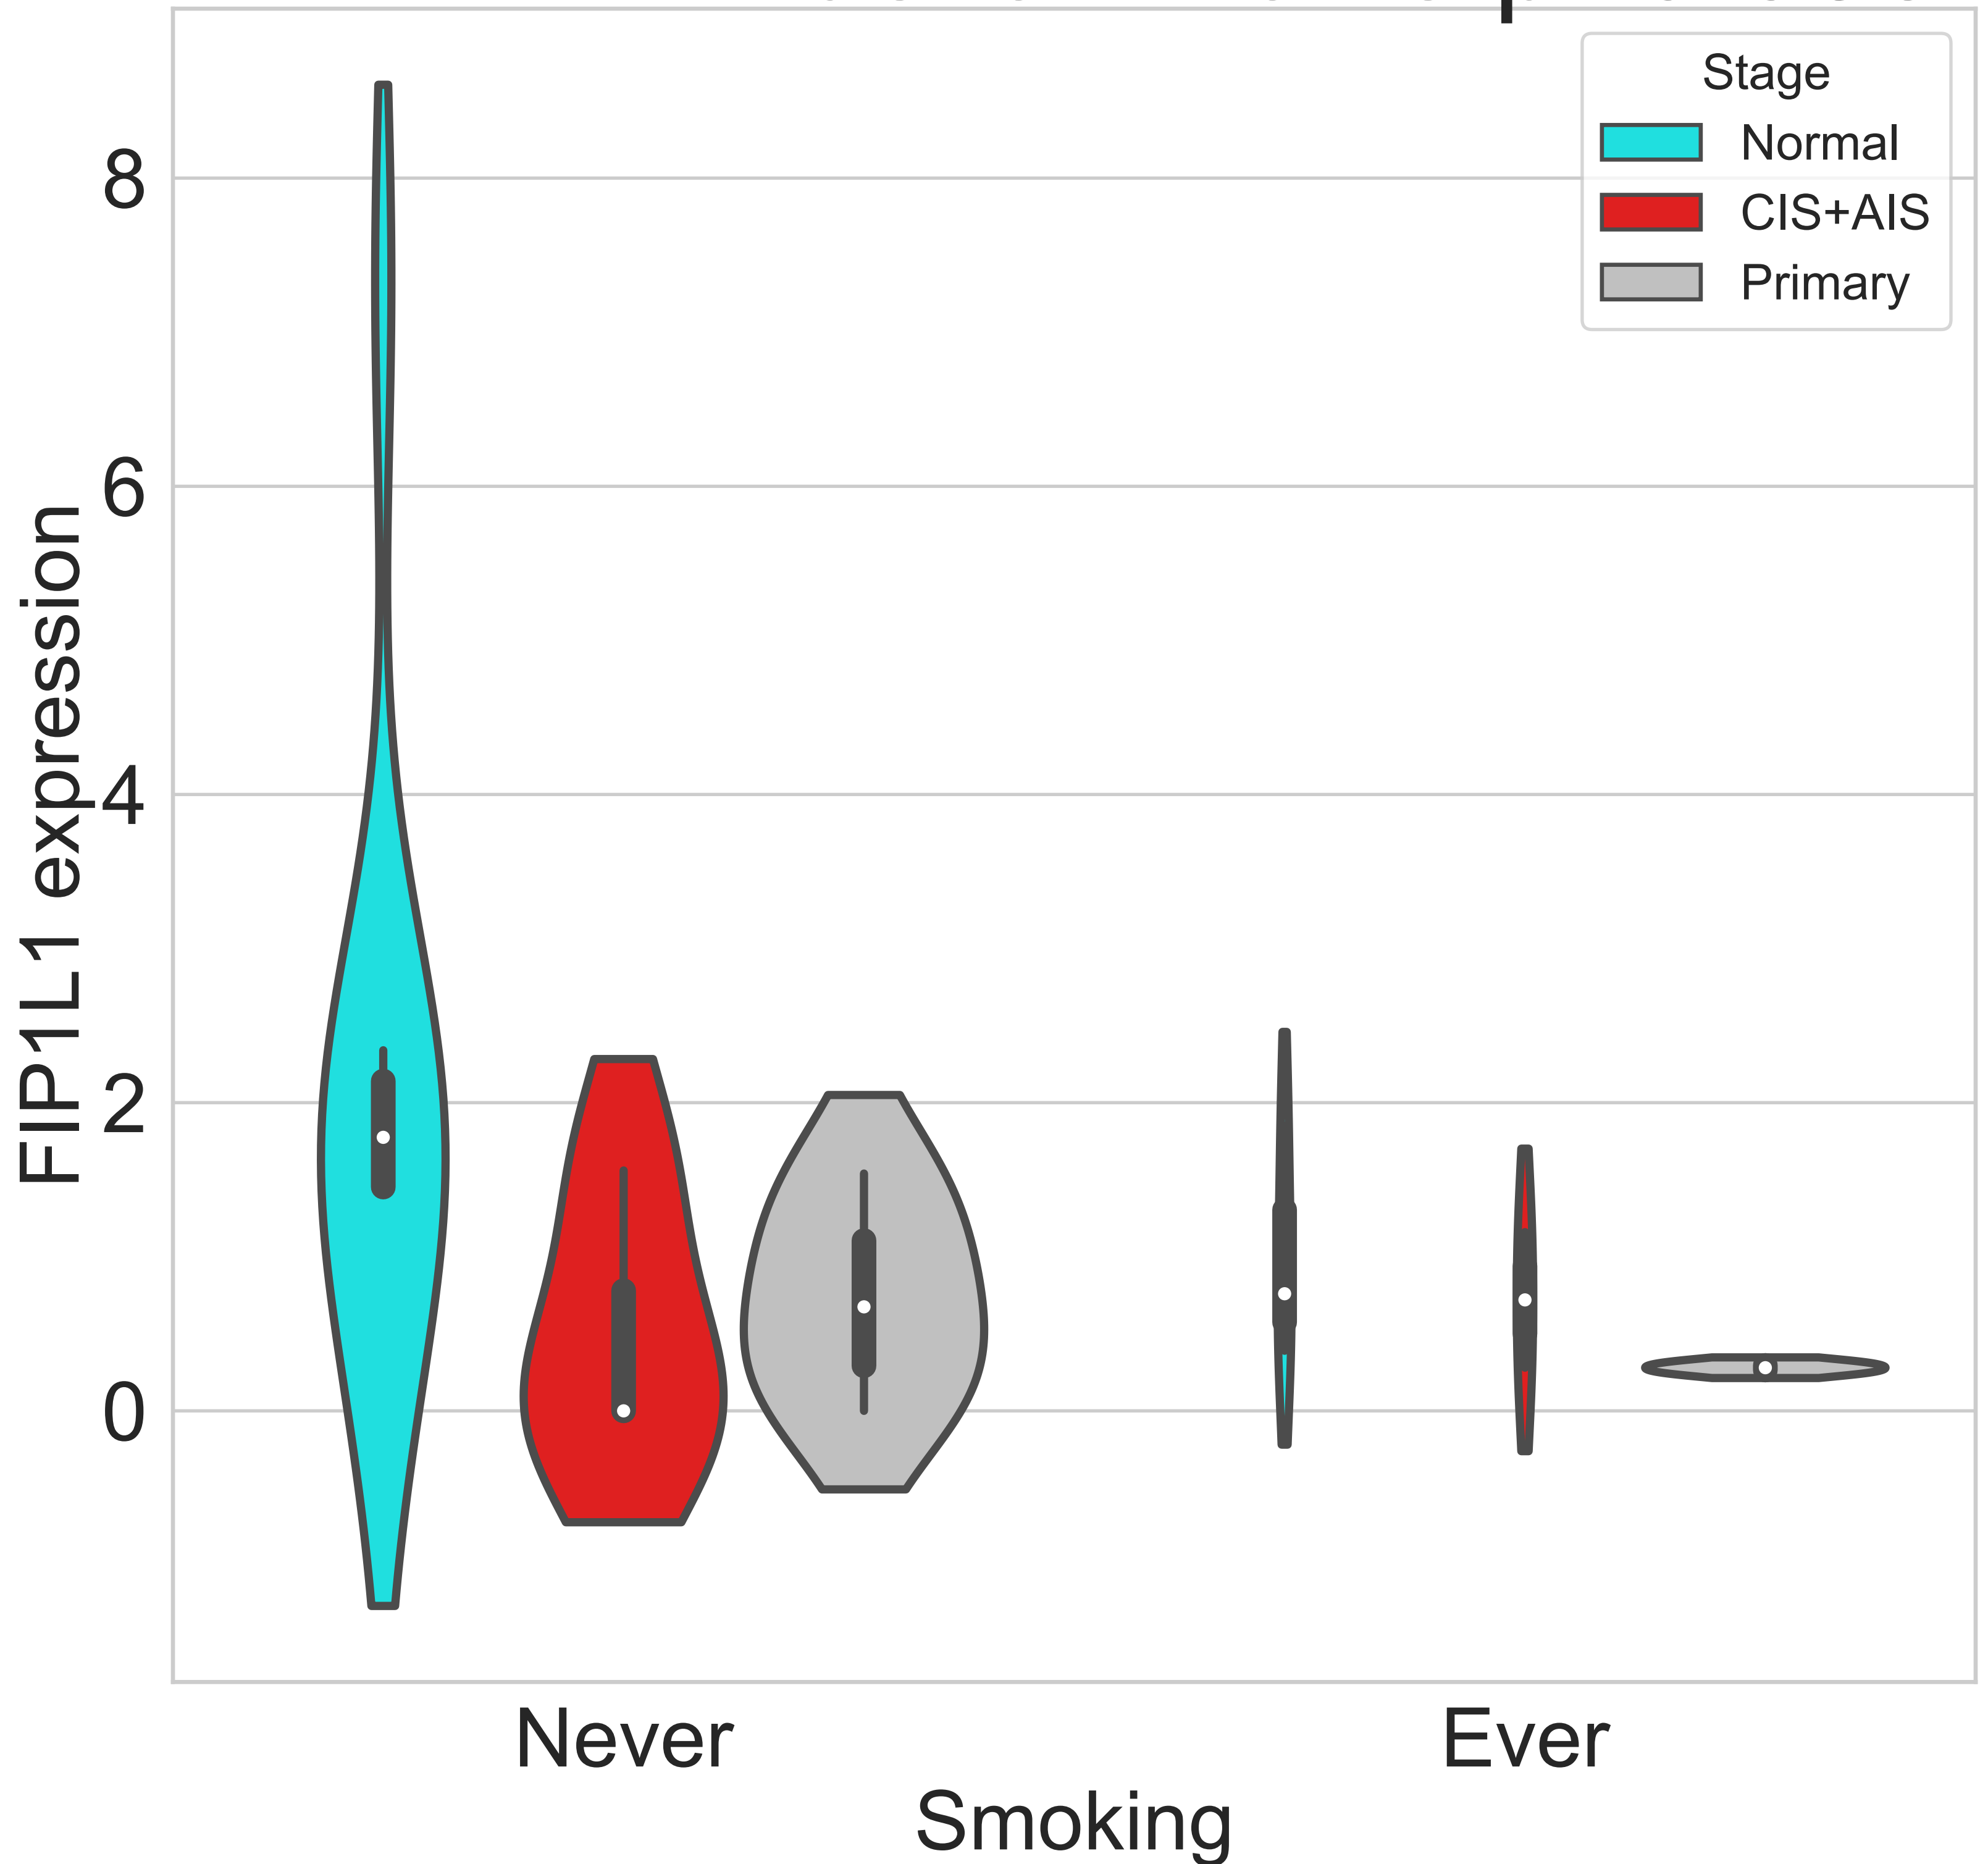 Stage
Normal
CIS+AIS
Primary
8
6
4
2
0
FIP1L1 expression
Never
Ever
Smoking